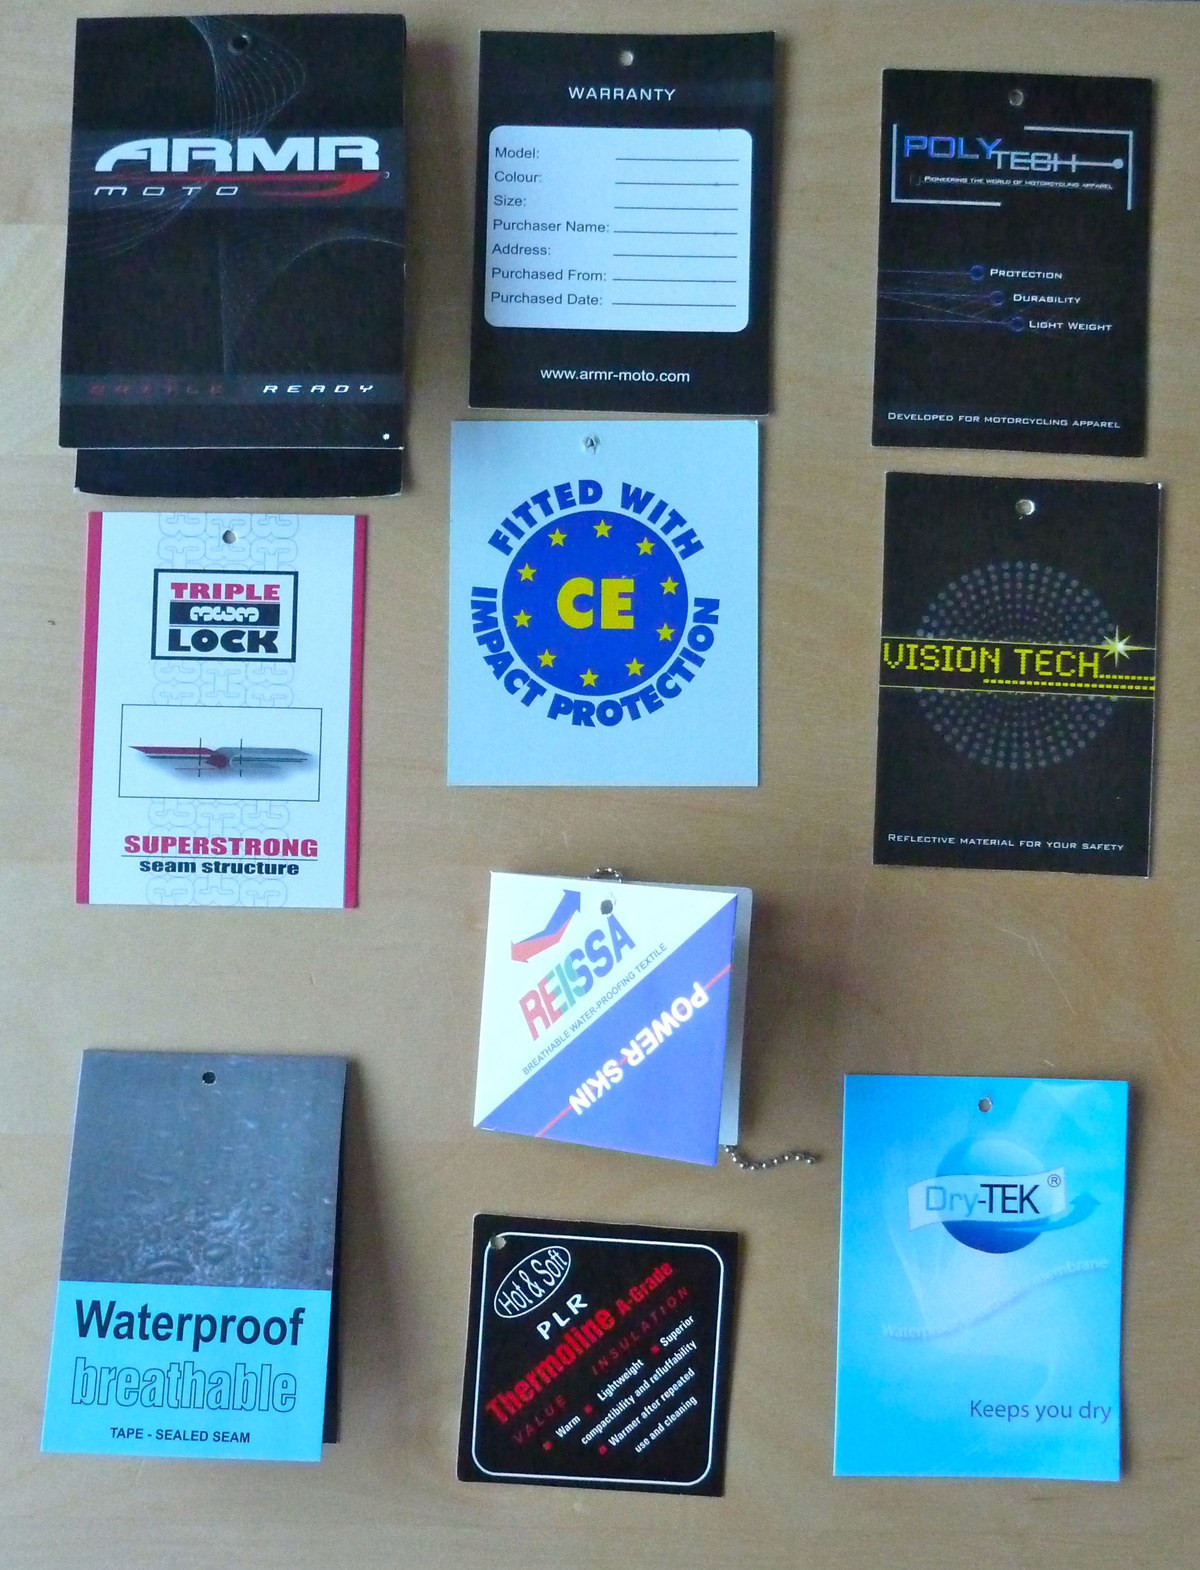 ARMR
MOTO
BATTLE READY
WARRANTY
Model:
Colour:
Size:
Purchaser Name:
Address:
Purchased From:
Purchased Date:
www.armr-moto.com
POLYTECH
PIONEERING THE WORLD OF MOTORCYCLING APPAREL
PROTECTION
DURABILITY
LIGHT WEIGHT
DEVELOPED FOR MOTORCYCLING APPAREL
TRIPLE
LOCK
SUPERSTRONG
seam structure
FITTED WITH
CE
IMPACT PROTECTION
VISION TECH
REFLECTIVE MATERIAL FOR YOUR SAFETY
REISSA
BREATHABLE WATER-PROOFING TEXTILE
POWER SKIN
Waterproof
breathable
TAPE - SEALED SEAM
Hot & Soft
PLR
Thermoline A-Grade
VALUE INSULATION
Warm Lightweight Superior
compactibility and refluffability
Warmer after repeated
use and cleaning
Dry-TEK®
membrane
Keeps you dry